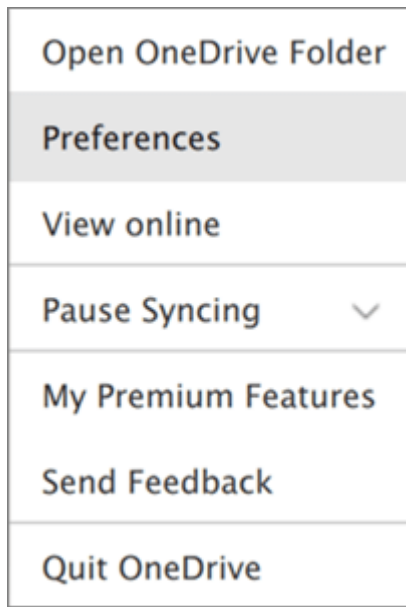 Open OneDrive Folder
Preferences
View online
Pause Syncing
My Premium Features
Send Feedback
Quit OneDrive